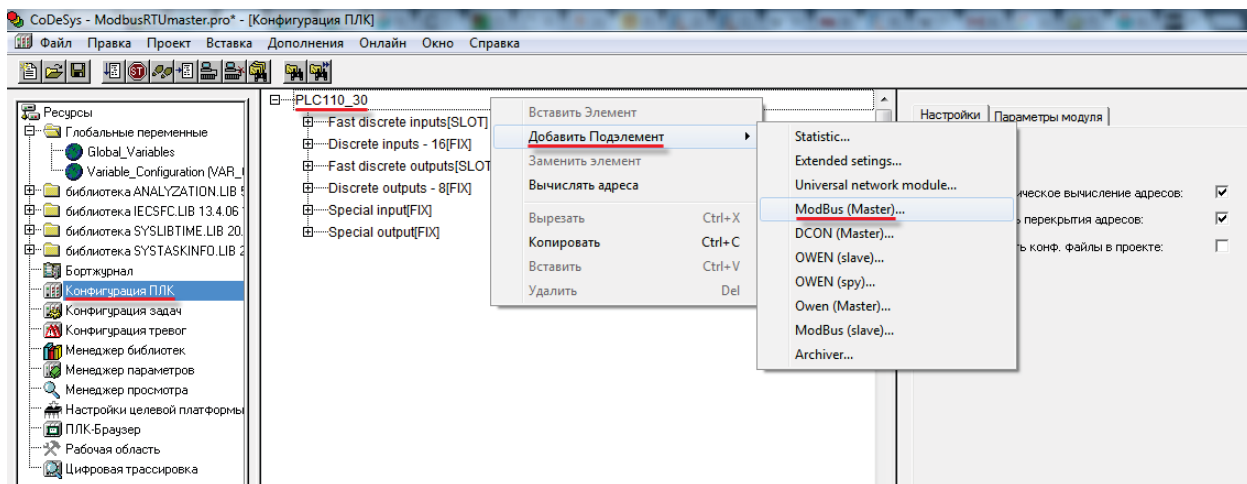 CoDeSys - ModbusRTUmaster.pro* - [Конфигурация ПЛК]
Файл Правка Проект Вставка Дополнения Онлайн Окно Справка
Ресурсы
Глобальные переменные
Global_Variables
Variable_Configuration (VAR_
библиотека ANALYZATION.LIB
библиотека IECSFC.LIB 13.4.06
библиотека SYSLIBTIME.LIB 20.
библиотека SYSTASKINFO.LIB 2
Бортжурнал
Конфигурация ПЛК
Конфигурация задач
Конфигурация тревог
Менеджер библиотек
Менеджер параметров
Менеджер просмотра
Настройки целевой платформы
ПЛК-Браузер
Рабочая область
Цифровая трассировка
PLC110_30
Fast discrete inputs[SLOT]
Discrete inputs - 16[FIX]
Fast discrete outputs[SLOT
Discrete outputs - 8[FIX]
Special input[FIX]
Special output[FIX]
Вставить Элемент
Добавить Подэлемент
Заменить элемент
Вычислять адреса
Вырезать Ctrl+X
Копировать Ctrl+C
Вставить Ctrl+V
Удалить Del
Statistic...
Extended setings...
Universal network module...
ModBus (Master)...
DCON (Master)...
OWEN (slave)...
OWEN (spy)...
Owen (Master)...
ModBus (slave)...
Archiver...
Настройки Параметры модуля
ическое вычисление адресов:
ь перекрытия адресов:
ь конф. файлы в проекте: